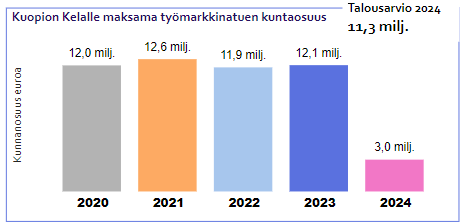 Kuopion Kelalle maksama työmarkkinatuen kuntaosuus
Talousarvio 2024
11,3 milj.
Kunnanosuus euroa
12,0 milj.
12,6 milj.
11,9 milj.
12,1 milj.
3,0 milj.
2020
2021
2022
2023
2024